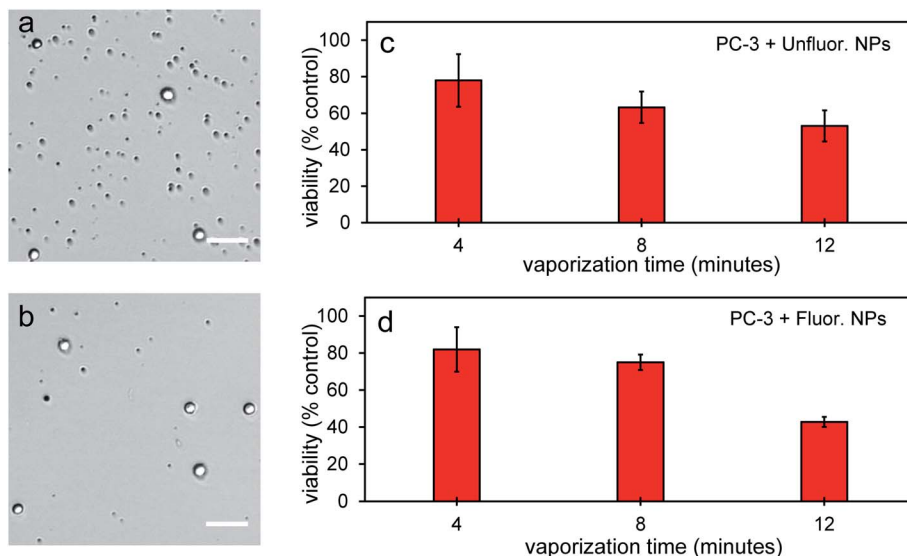 a
b
c
PC-3 + Unfluor. NPs
viability (% control)
100
80
60
40
20
0
4 8 12
vaporization time (minutes)
d
PC-3 + Fluor. NPs
viability (% control)
100
80
60
40
20
0
4 8 12
vaporization time (minutes)